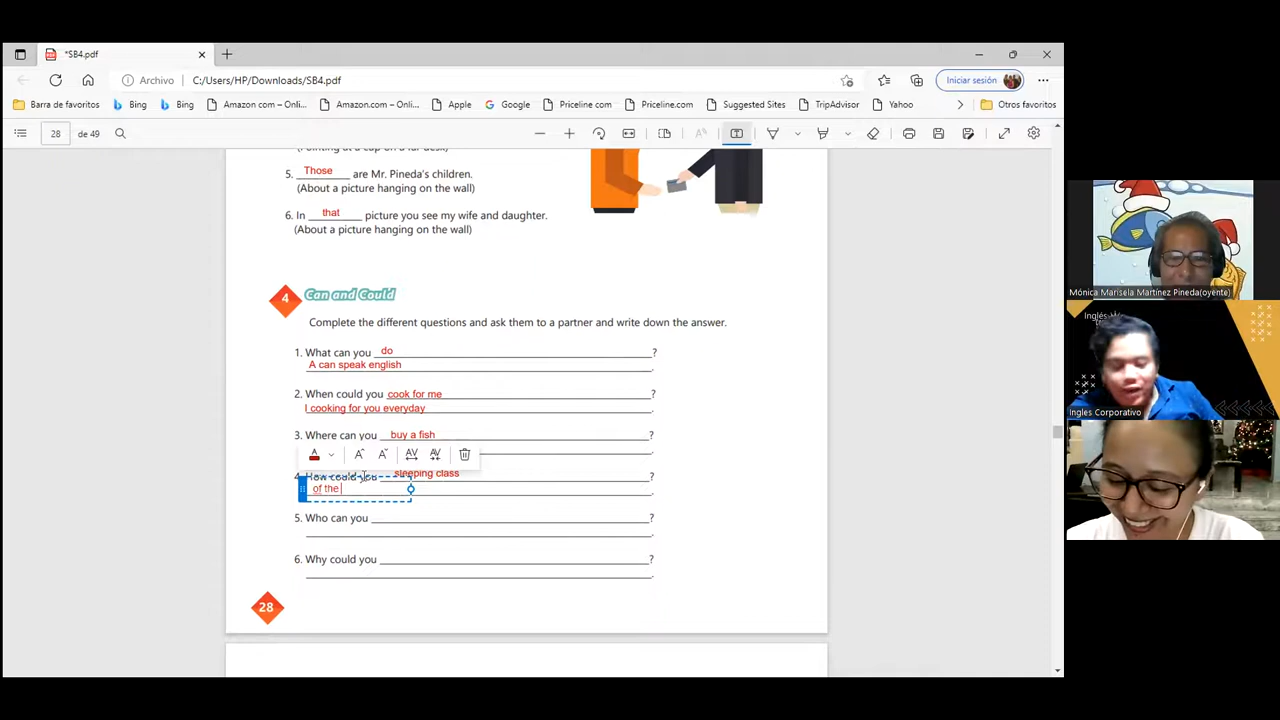 *SB4.pdf
Archivo
C:/Users/HP/Downloads/SB4.pdf
Iniciar sesión
Barra de favoritos
Bing
Bing
Amazon com – Onli...
Amazon.com – Onli...
Apple
Google
Priceline com
Priceline.com
Suggested Sites
TripAdvisor
Yahoo
Otros favoritos
28 de 49
5. Those are Mr. Pineda's children.
(About a picture hanging on the wall)
6. In that picture you see my wife and daughter.
(About a picture hanging on the wall)
4 Can and Could
Complete the different questions and ask them to a partner and write down the answer.
1. What can you do ?
A can speak english .
2. When could you cook for me ?
I cooking for you everyday .
3. Where can you buy a fish ?
4. How could you sleeping class ?
of the .
5. Who can you ?
6. Why could you ?
28
Mónica Marisela Martínez Pineda(oyente)
Ingles Corporativo